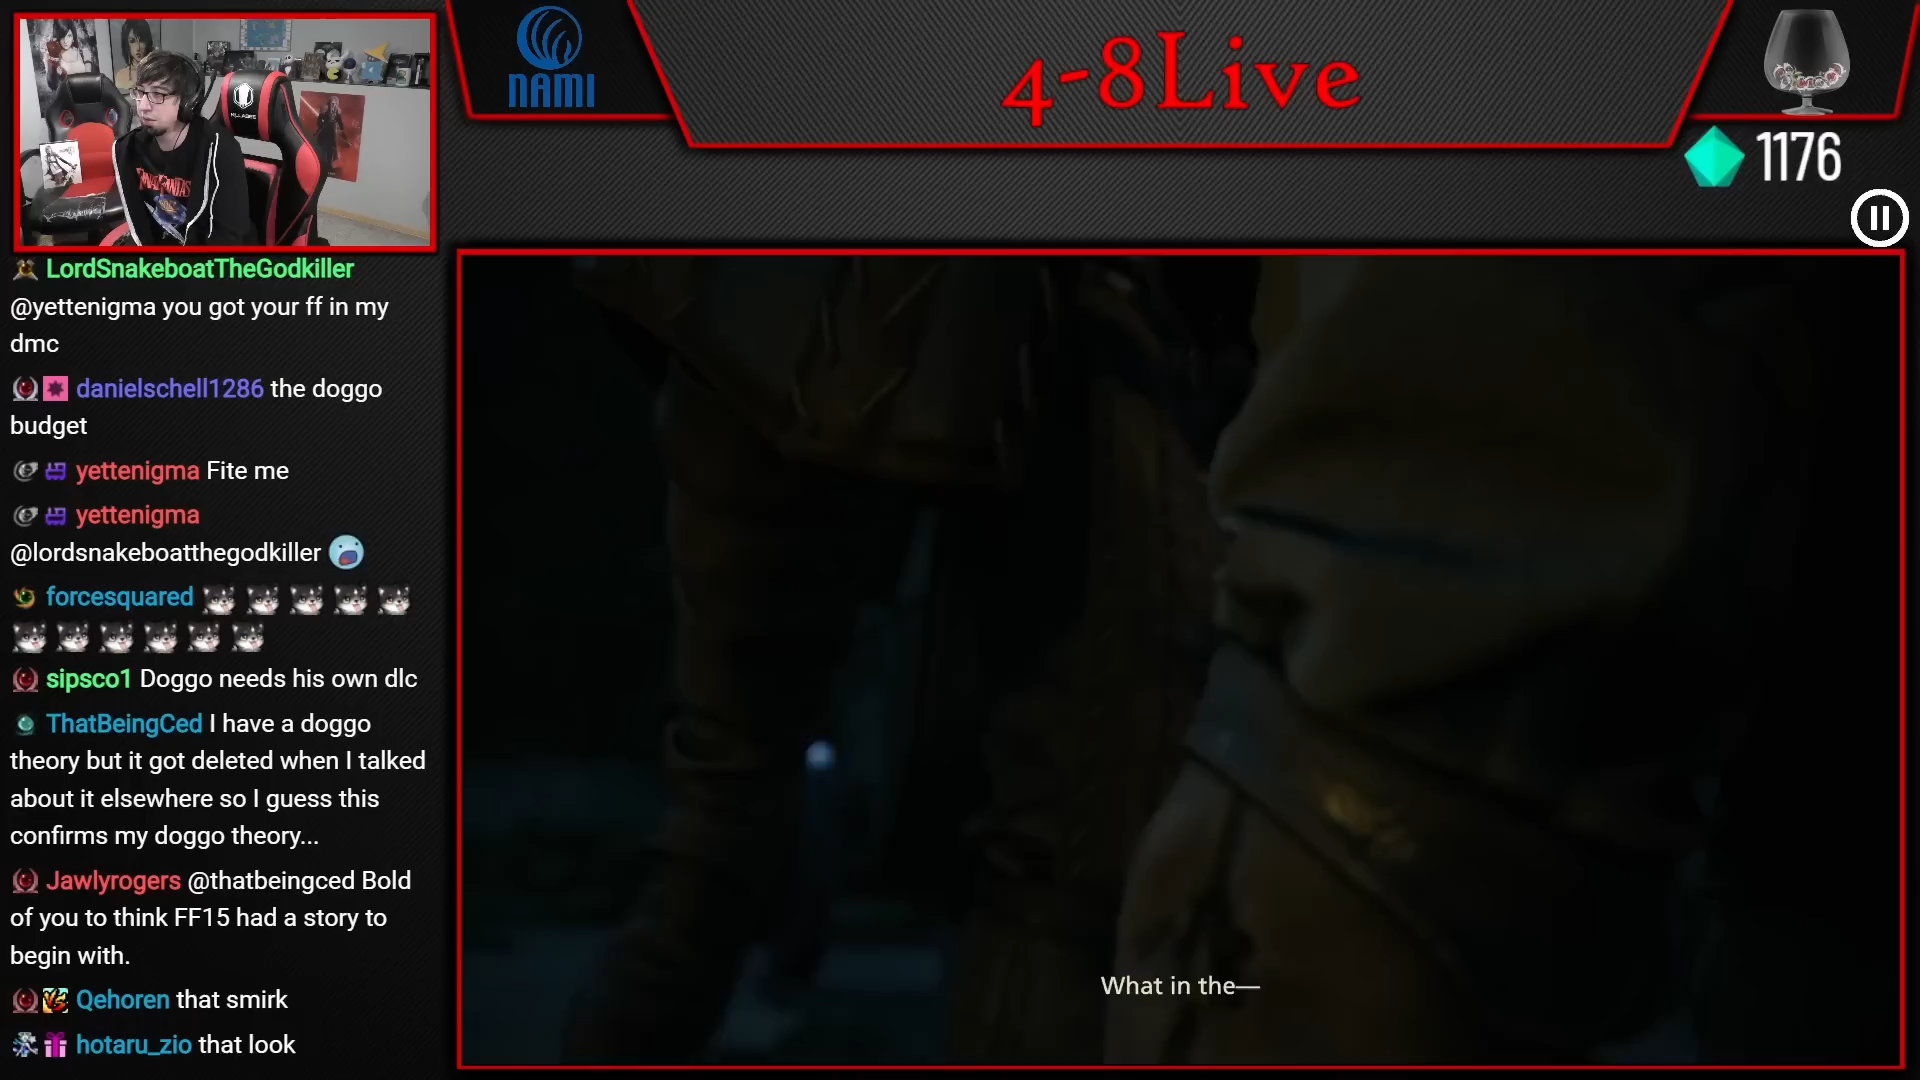 NAMI
4-8Live
1176
LordSnakeboatTheGodkiller
@yettenigma you got your ff in my
dmc
danielschell1286 the doggo
budget
yettenigma Fite me
yettenigma
@lordsnakeboatthegodkiller
forcesquared
sipsco1 Doggo needs his own dlc
ThatBeingCed I have a doggo
theory but it got deleted when I talked
about it elsewhere so I guess this
confirms my doggo theory...
Jawlyrogers @thatbeingced Bold
of you to think FF15 had a story to
begin with.
Qehoren that smirk
hotaru_zio that look
What in the—